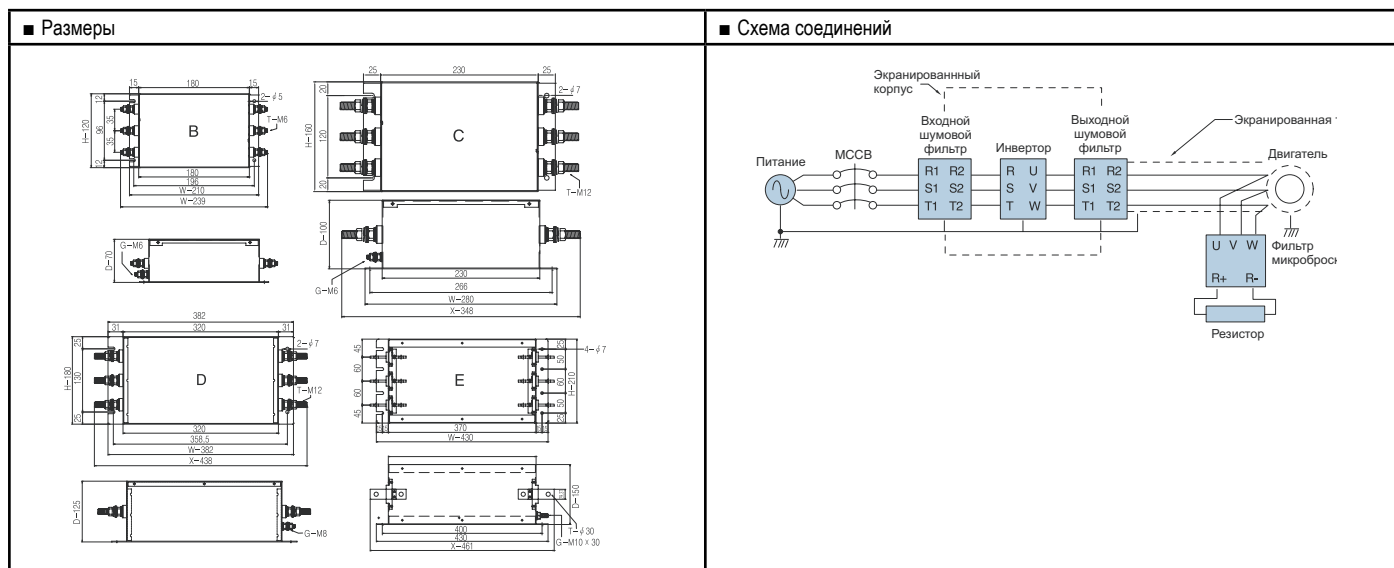 ■ Размеры
■ Схема соединений
15 180 15
2-ϕ5
12
H-120
96
35
35
12
B
T-M6
180
196
W-210
W-239
25 230 25
2-ϕ7
20
H-160
120
20
C
T-M12
G-M6
D-70
D-100
G-M6
230
266
W-280
X-348
382
31 320 31
2-ϕ7
25
H-180
130
25
D
T-M12
320
358,5
W-382
X-438
45
60
60
45
E
4-ϕ7
25
50
60
50
25
H-210
370
W-430
D-125
G-M8
D-150
T-ϕ30
400
430
G-M10 x 30
X-461
Экранированнный
корпус
Входной
шумовой
фильтр
Выходной
шумовой
фильтр
Экранированная
Питание
MCCB
Инвертор
Двигатель
R1 R2
S1 S2
T1 T2
R U
S V
T W
R1 R2
S1 S2
T1 T2
U V W
R+ R-
Фильтр
микроброск
Резистор